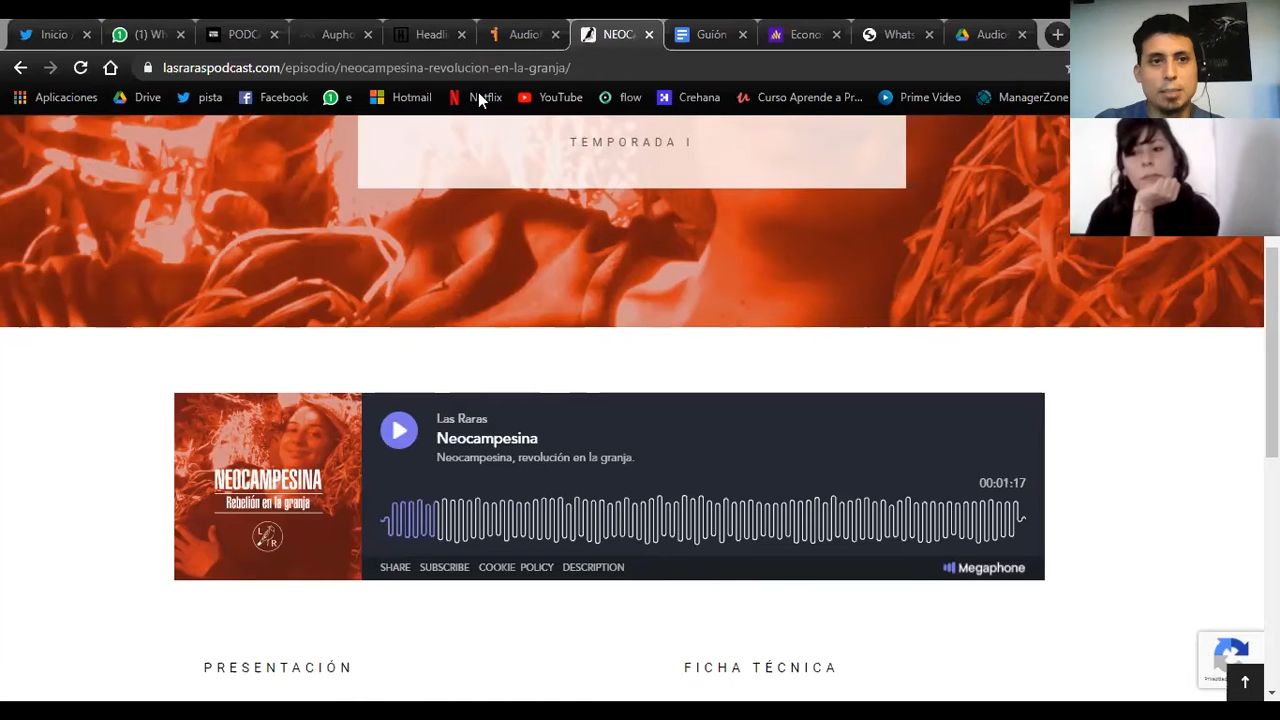 Inicio /
(1) Wh
PODC
Aupho
Headli
Audiol
NEOC
Guión
Econo
Whats
Audio
lasraraspodcast.com/episodio/neocampesina-revolucion-en-la-granja/
Aplicaciones
Drive
pista
Facebook
e
Hotmail
Netflix
YouTube
flow
Crehana
Curso Aprende a Pr...
Prime Video
ManagerZone
TEMPORADA I
NEOCAMPESINA
Rebelión en la granja
L R
Las Raras
Neocampesina
Neocampesina, revolución en la granja.
00:01:17
SHARE SUBSCRIBE COOKIE POLICY DESCRIPTION
Megaphone
PRESENTACIÓN
FICHA TÉCNICA